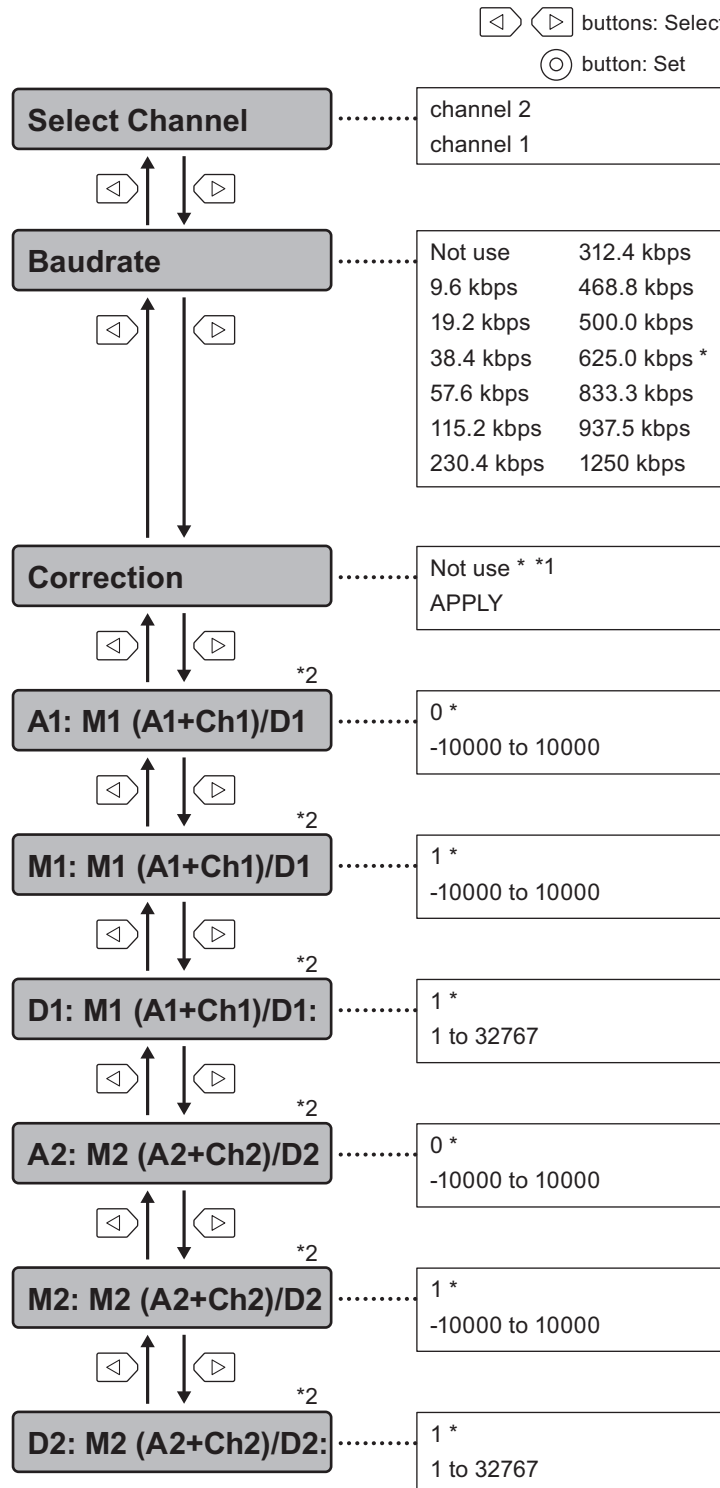 buttons: Select
button: Set
Select Channel
channel 2
channel 1
Baudrate
Not use 312.4 kbps
9.6 kbps 468.8 kbps
19.2 kbps 500.0 kbps
38.4 kbps 625.0 kbps *
57.6 kbps 833.3 kbps
115.2 kbps 937.5 kbps
230.4 kbps 1250 kbps
Correction
Not use * *1
APPLY
*2
A1: M1 (A1+Ch1)/D1
0 *
-10000 to 10000
*2
M1: M1 (A1+Ch1)/D1
1 *
-10000 to 10000
*2
D1: M1 (A1+Ch1)/D1:
1 *
1 to 32767
*2
A2: M2 (A2+Ch2)/D2
0 *
-10000 to 10000
*2
M2: M2 (A2+Ch2)/D2
1 *
-10000 to 10000
*2
D2: M2 (A2+Ch2)/D2:
1 *
1 to 32767